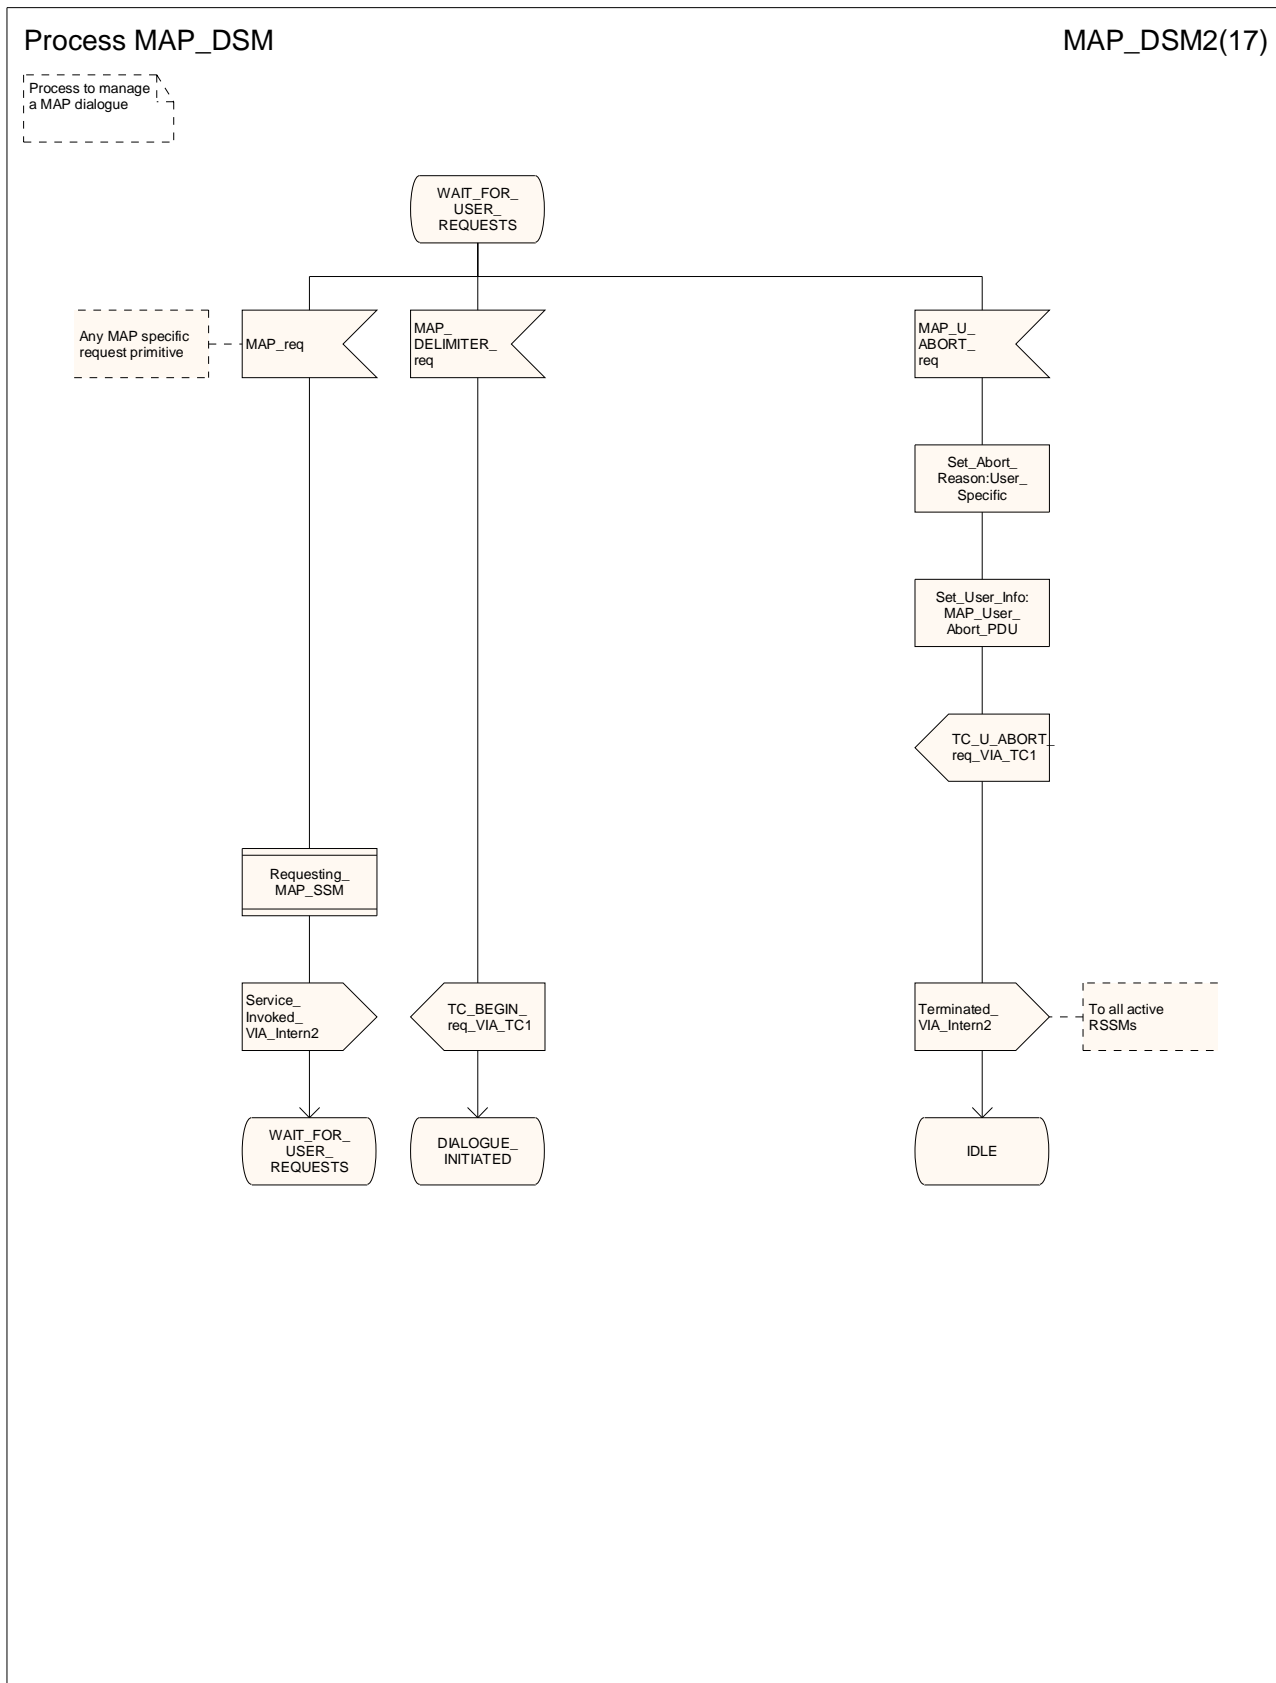 Process MAP_DSM
MAP_DSM2(17)
Process to manage
a MAP dialogue
WAIT_FOR_
USER_
REQUESTS
Any MAP specific
request primitive
MAP_req
MAP_
DELIMITER_
req
MAP_U_
ABORT_
req
Set_Abort_
Reason:User_
Specific
Set_User_Info:
MAP_User_
Abort_PDU
TC_U_ABORT_
req_VIA_TC1
Requesting_
MAP_SSM
Service_
Invoked_
VIA_Intern2
TC_BEGIN_
req_VIA_TC1
Terminated_
VIA_Intern2
To all active
RSSMs
WAIT_FOR_
USER_
REQUESTS
DIALOGUE_
INITIATED
IDLE